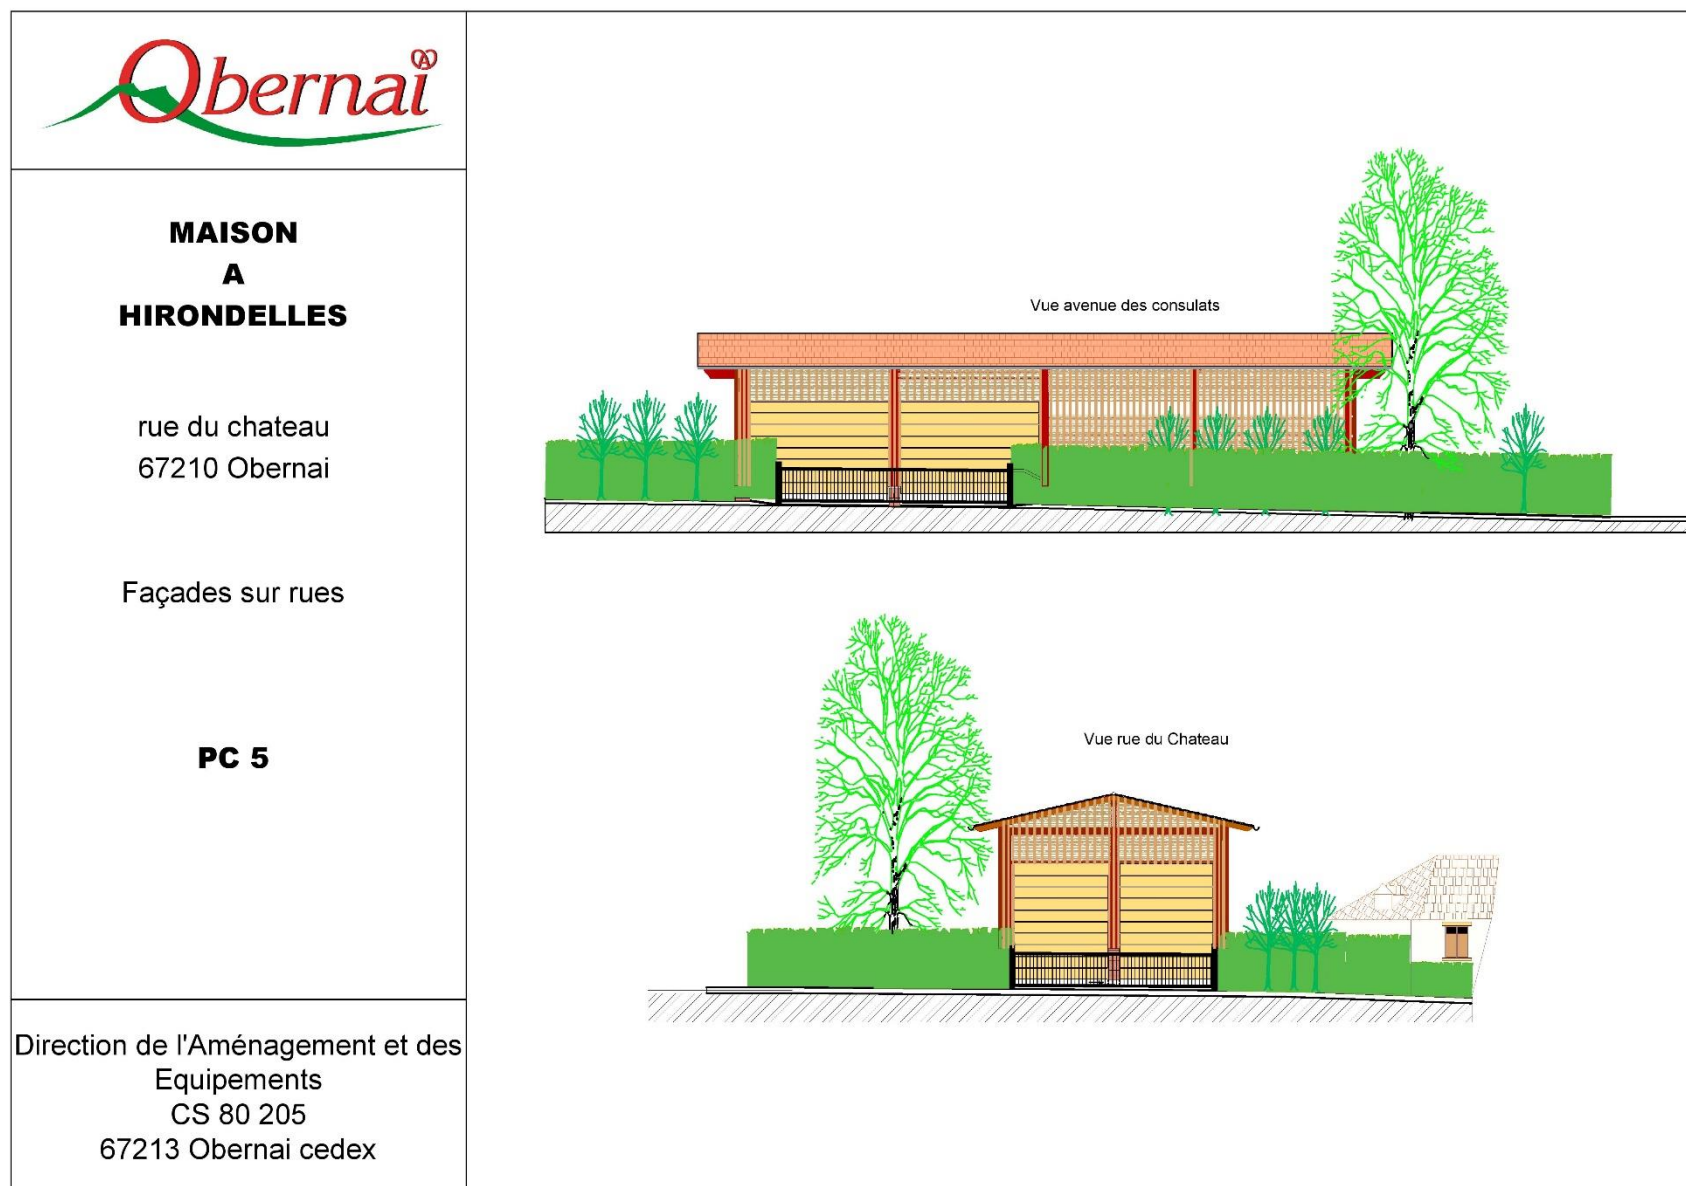 Obernai
A
MAISON
A
HIRONDELLES
rue du chateau
67210 Obernai
Façades sur rues
PC 5
Direction de l'Aménagement et des
Equipements
CS 80 205
67213 Obernai cedex
Vue avenue des consulats
Vue rue du Chateau